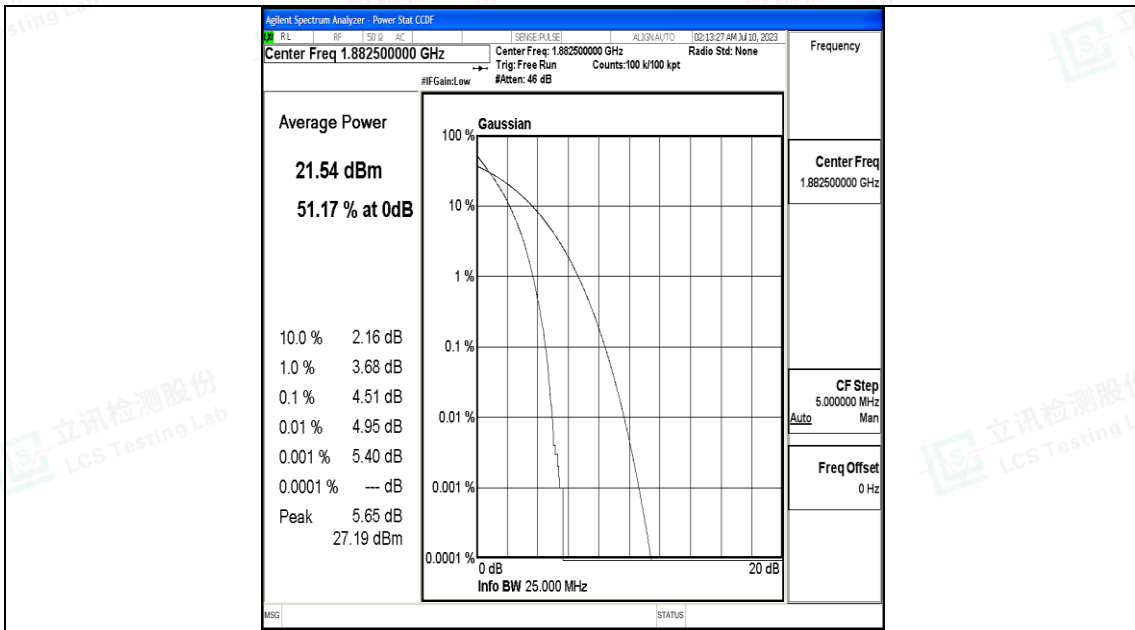 Agilent Spectrum Analyzer - Power Stat CCDF
LXI RL RF 50 Ω AC SENSE:PULSE ALIGN AUTO 02:13:27 AM Jul 10, 2023
Center Freq 1.882500000 GHz
Center Freq: 1.882500000 GHz Radio Std: None
Trig: Free Run Counts:100 k/100 kpt
#IFGain:Low #Atten: 46 dB
Frequency
Average Power
21.54 dBm
51.17 % at 0dB
10.0 % 2.16 dB
1.0 % 3.68 dB
0.1 % 4.51 dB
0.01 % 4.95 dB
0.001 % 5.40 dB
0.0001 % --- dB
Peak 5.65 dB
27.19 dBm
Gaussian
100 %
10 %
1 %
0.1 %
0.01 %
0.001 %
0.0001 %
0 dB 20 dB
Info BW 25.000 MHz
Center Freq
1.882500000 GHz
CF Step
5.000000 MHz
Auto Man
Freq Offset
0 Hz
MSG STATUS
立讯检测股份
LCS Testing Lab
立讯检测股份
LCS Testing L